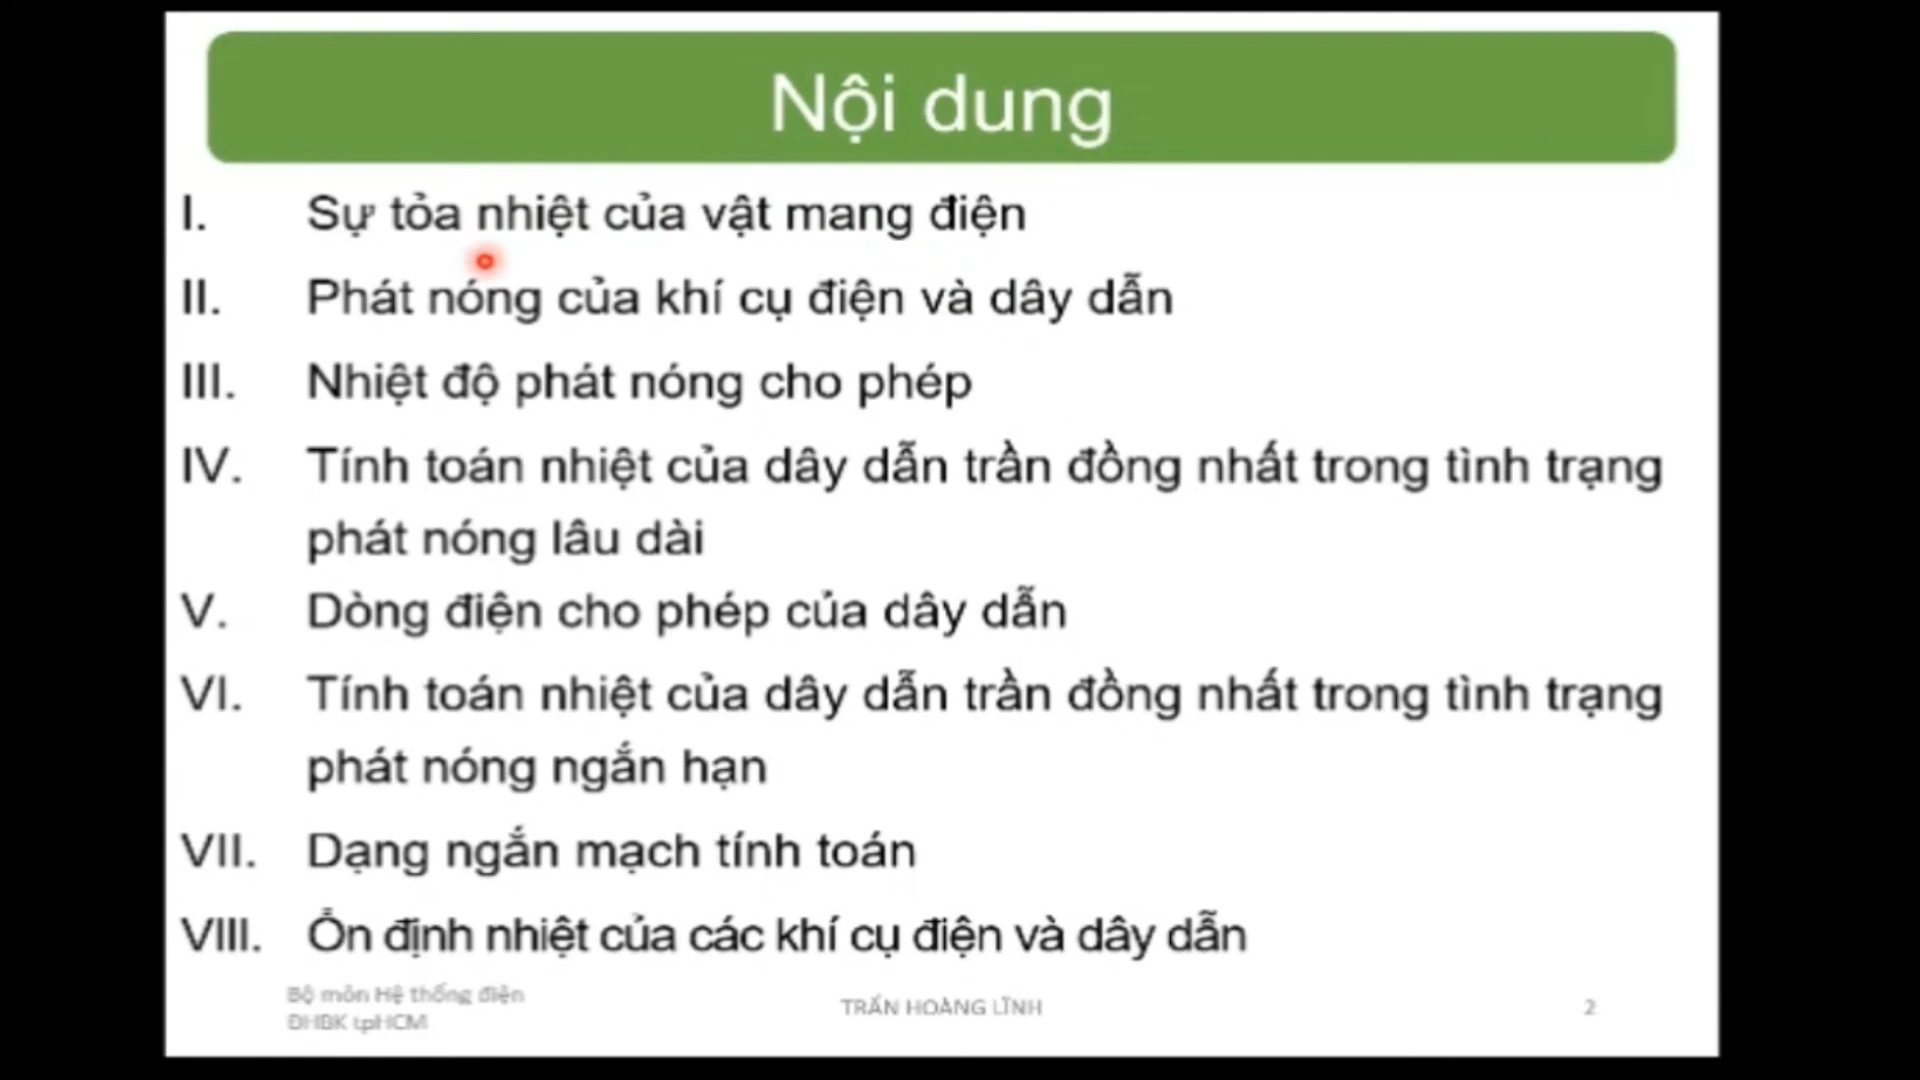 Nội dung
I. Sự tỏa nhiệt của vật mang điện
II. Phát nóng của khí cụ điện và dây dẫn
III. Nhiệt độ phát nóng cho phép
IV. Tính toán nhiệt của dây dẫn trần đồng nhất trong tình trạng
phát nóng lâu dài
V. Dòng điện cho phép của dây dẫn
VI. Tính toán nhiệt của dây dẫn trần đồng nhất trong tình trạng
phát nóng ngắn hạn
VII. Dạng ngắn mạch tính toán
VIII. Ổn định nhiệt của các khí cụ điện và dây dẫn
Bộ môn Hệ thống điện
ĐHBK tpHCM
TRẦN HOÀNG LĨNH
2